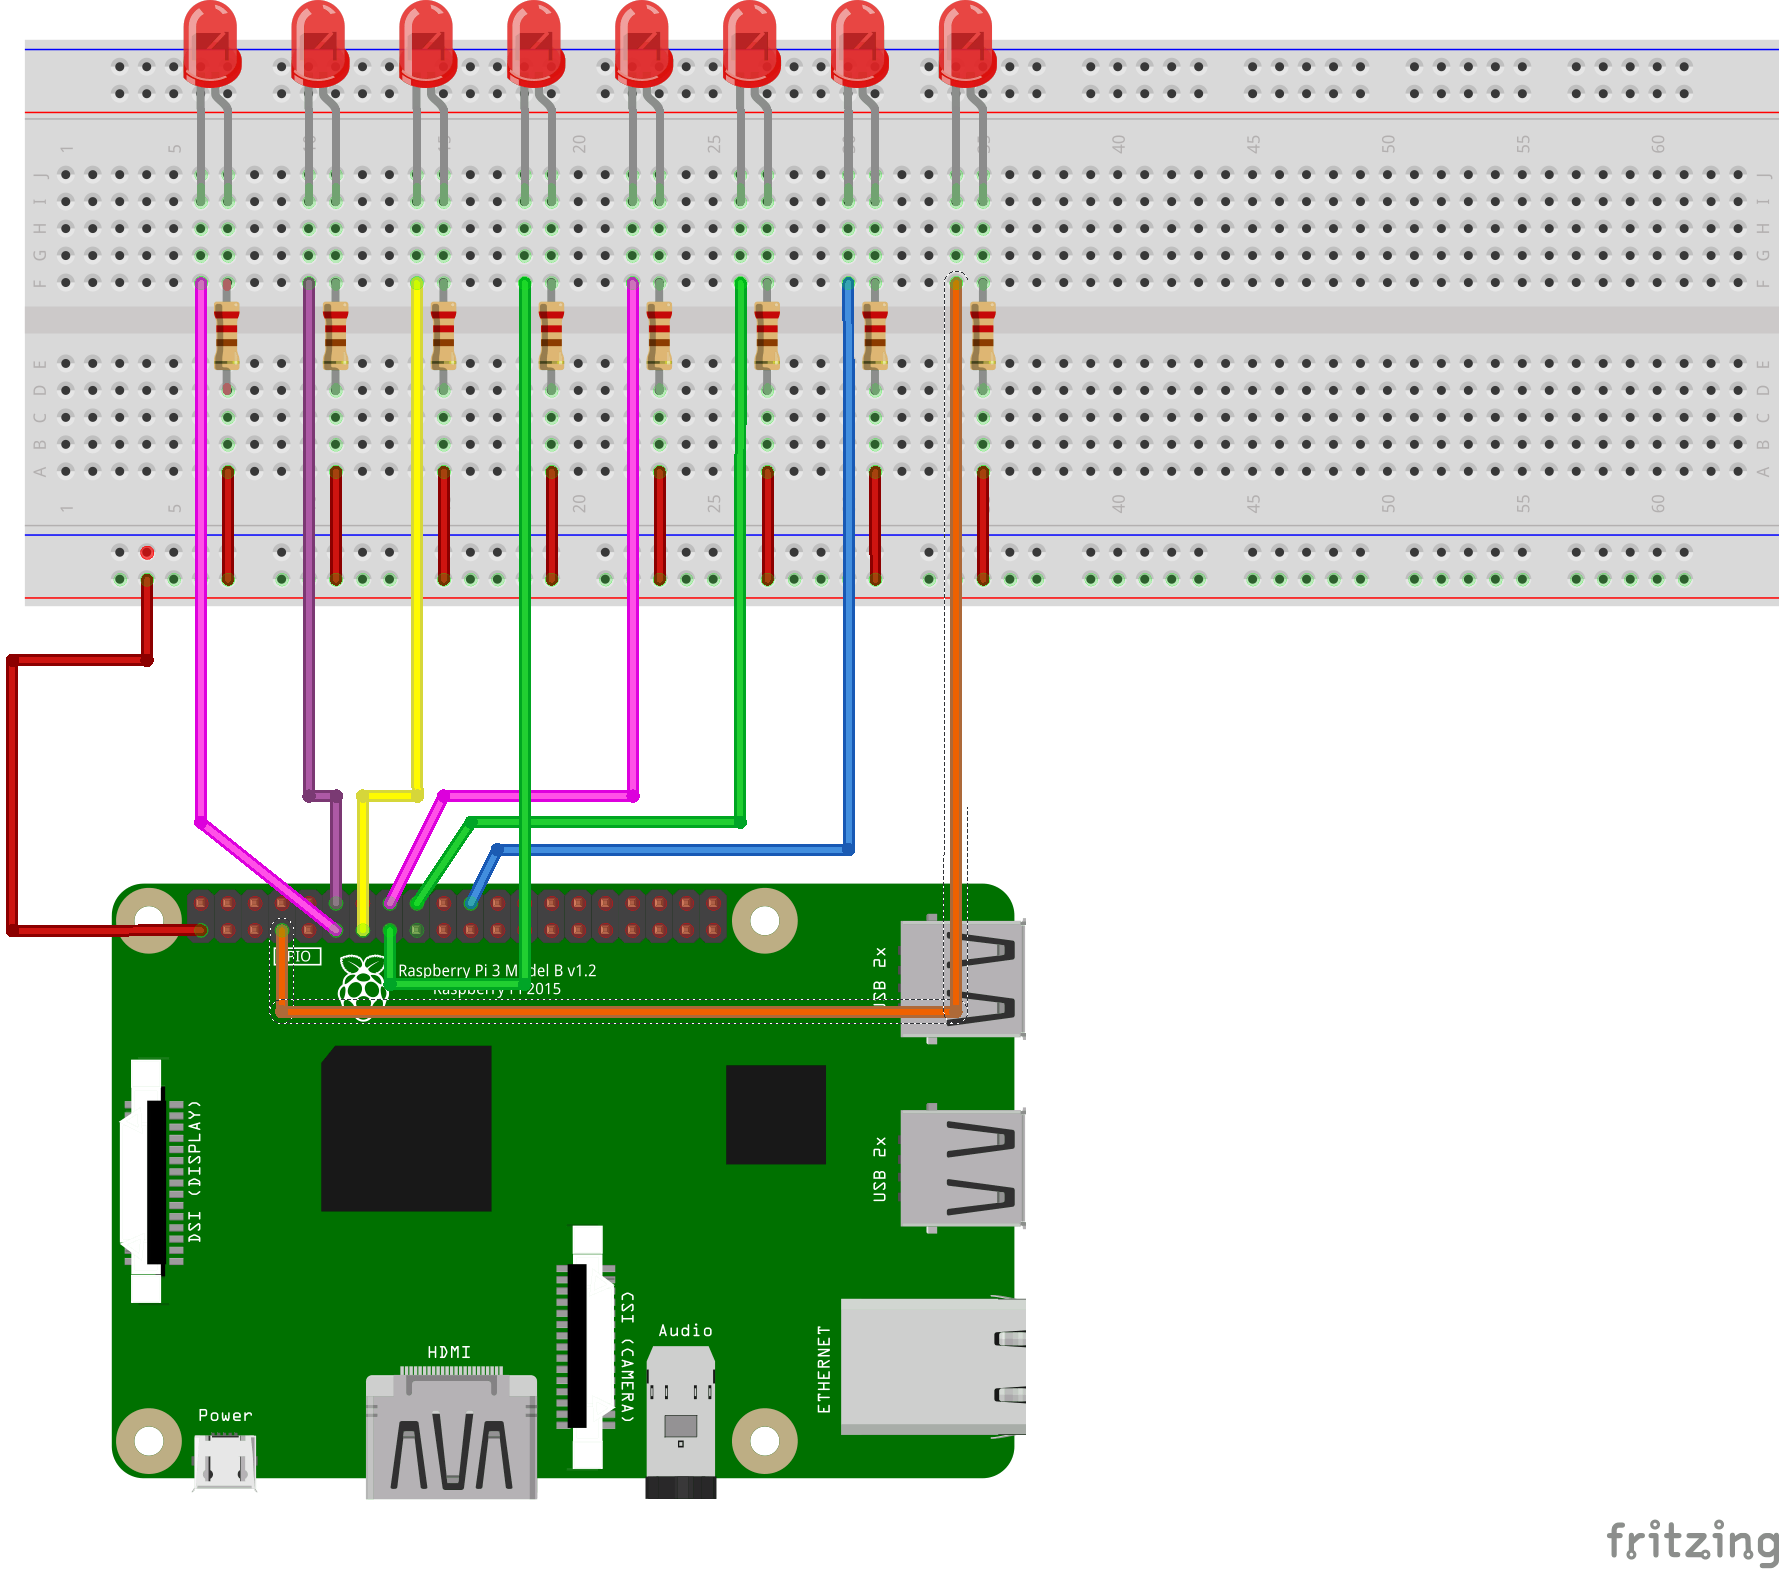 1 5 10 15 20 25 30 35 40 45 50 55 60
J J
I I
H H
G G
F F
E E
D D
C C
B B
A A
1 5 20 25 40 45 50 55 60
GPIO
Raspberry Pi 3 Model B v1.2
Raspberry Pi 2015
USB 2x
DSI (DISPLAY)
USB 2x
CSI (CAMERA)
Audio
ETHERNET
HDMI
Power
fritzing